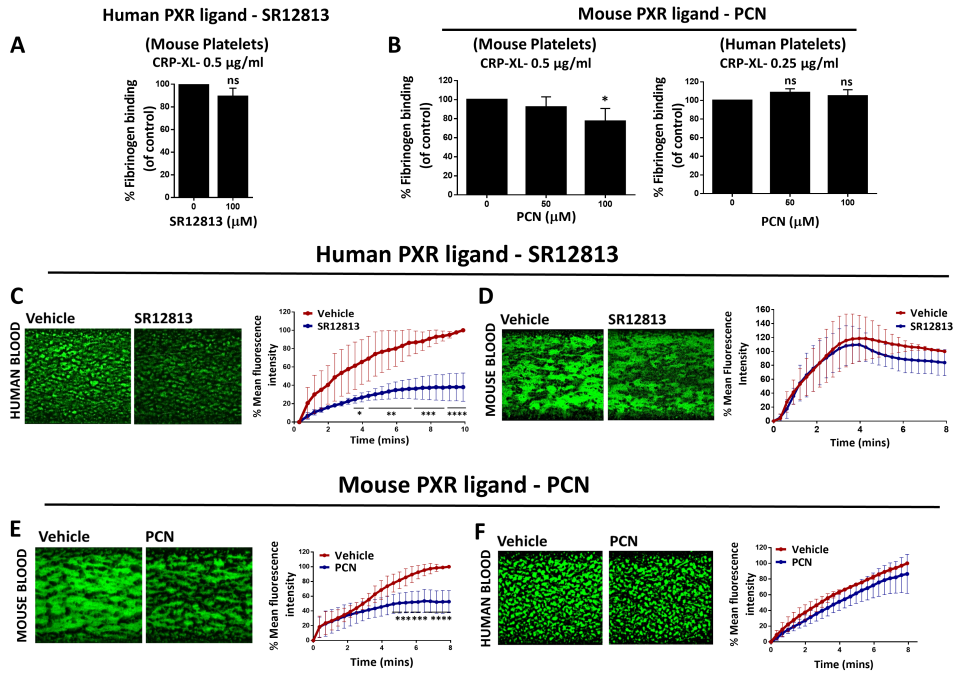 Human PXR ligand - SR12813
Mouse PXR ligand - PCN
A
(Mouse Platelets)
CRP-XL- 0.5 µg/ml
% Fibrinogen binding
(of control)
100
80
60
40
20
0
ns
0
100
SR12813 (µM)
B
(Mouse Platelets)
CRP-XL- 0.5 µg/ml
% Fibrinogen binding
(of control)
120
100
80
60
40
20
0
*
0
50
100
PCN (µM)
(Human Platelets)
CRP-XL- 0.25 µg/ml
% Fibrinogen binding
(of control)
120
100
80
60
40
20
0
ns
ns
0
50
100
PCN (µM)
Human PXR ligand - SR12813
C
Vehicle
SR12813
HUMAN BLOOD
% Mean fluorescence
intensity
120
100
80
60
40
20
0
Vehicle
SR12813
* ** *** ****
0 2 4 6 8 10
Time (mins)
D
Vehicle
SR12813
MOUSE BLOOD
% Mean Fluorescence
Intensity
160
140
120
100
80
60
40
20
0
Vehicle
SR12813
0 2 4 6 8
Time (mins)
Mouse PXR ligand - PCN
E
Vehicle
PCN
MOUSE BLOOD
% Mean fluorescence
intensity
120
100
80
60
40
20
0
Vehicle
PCN
0 2 4 6 8
Time (mins)
F
Vehicle
PCN
HUMAN BLOOD
% Mean fluorescence
intensity
120
100
80
60
40
20
0
Vehicle
PCN
0 2 4 6 8
Time (mins)